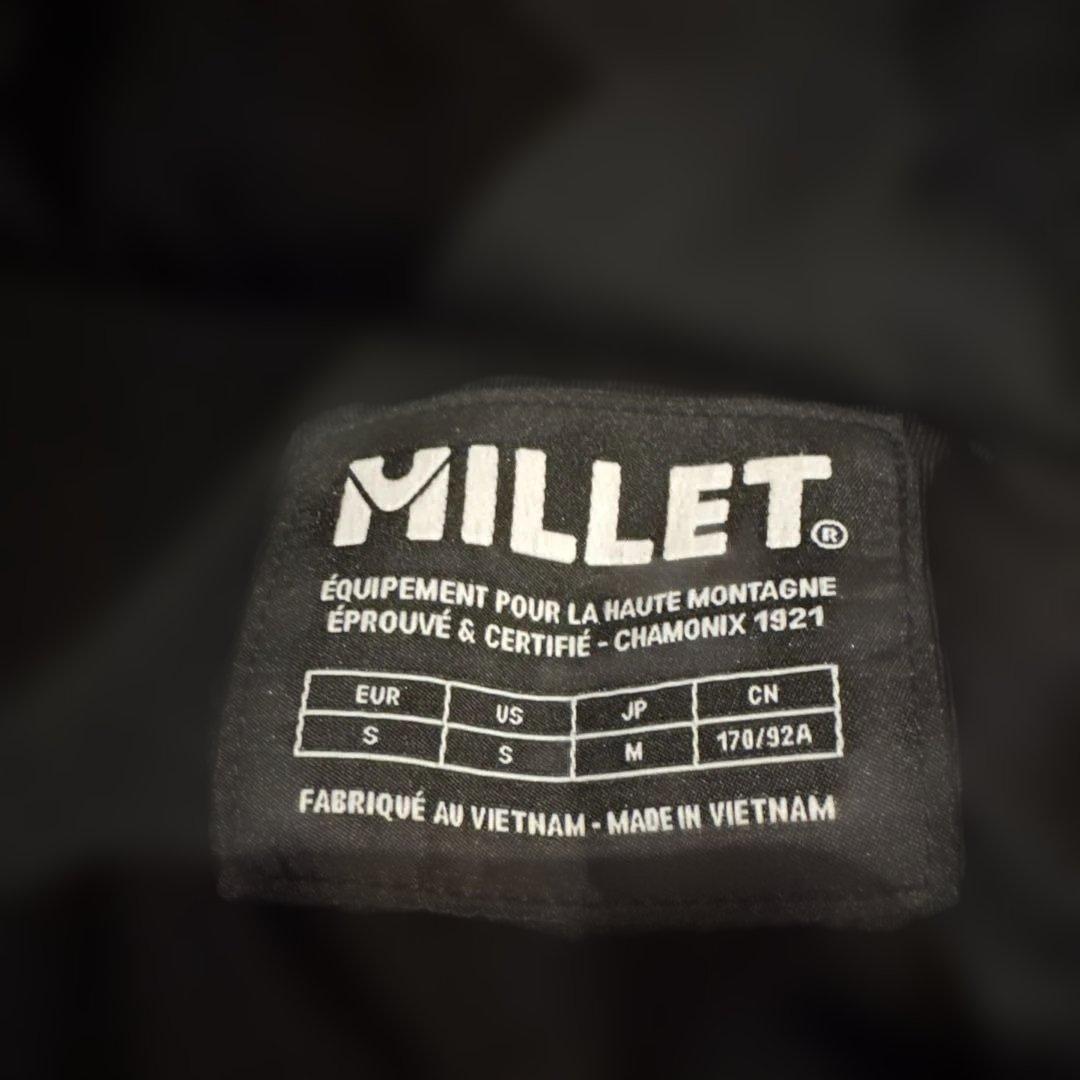 MILLET®
ÉQUIPEMENT POUR LA HAUTE MONTAGNE
ÉPROUVÉ & CERTIFIÉ - CHAMONIX 1921
EUR US JP CN
S S M 170/92A
FABRIQUÉ AU VIETNAM - MADE IN VIETNAM